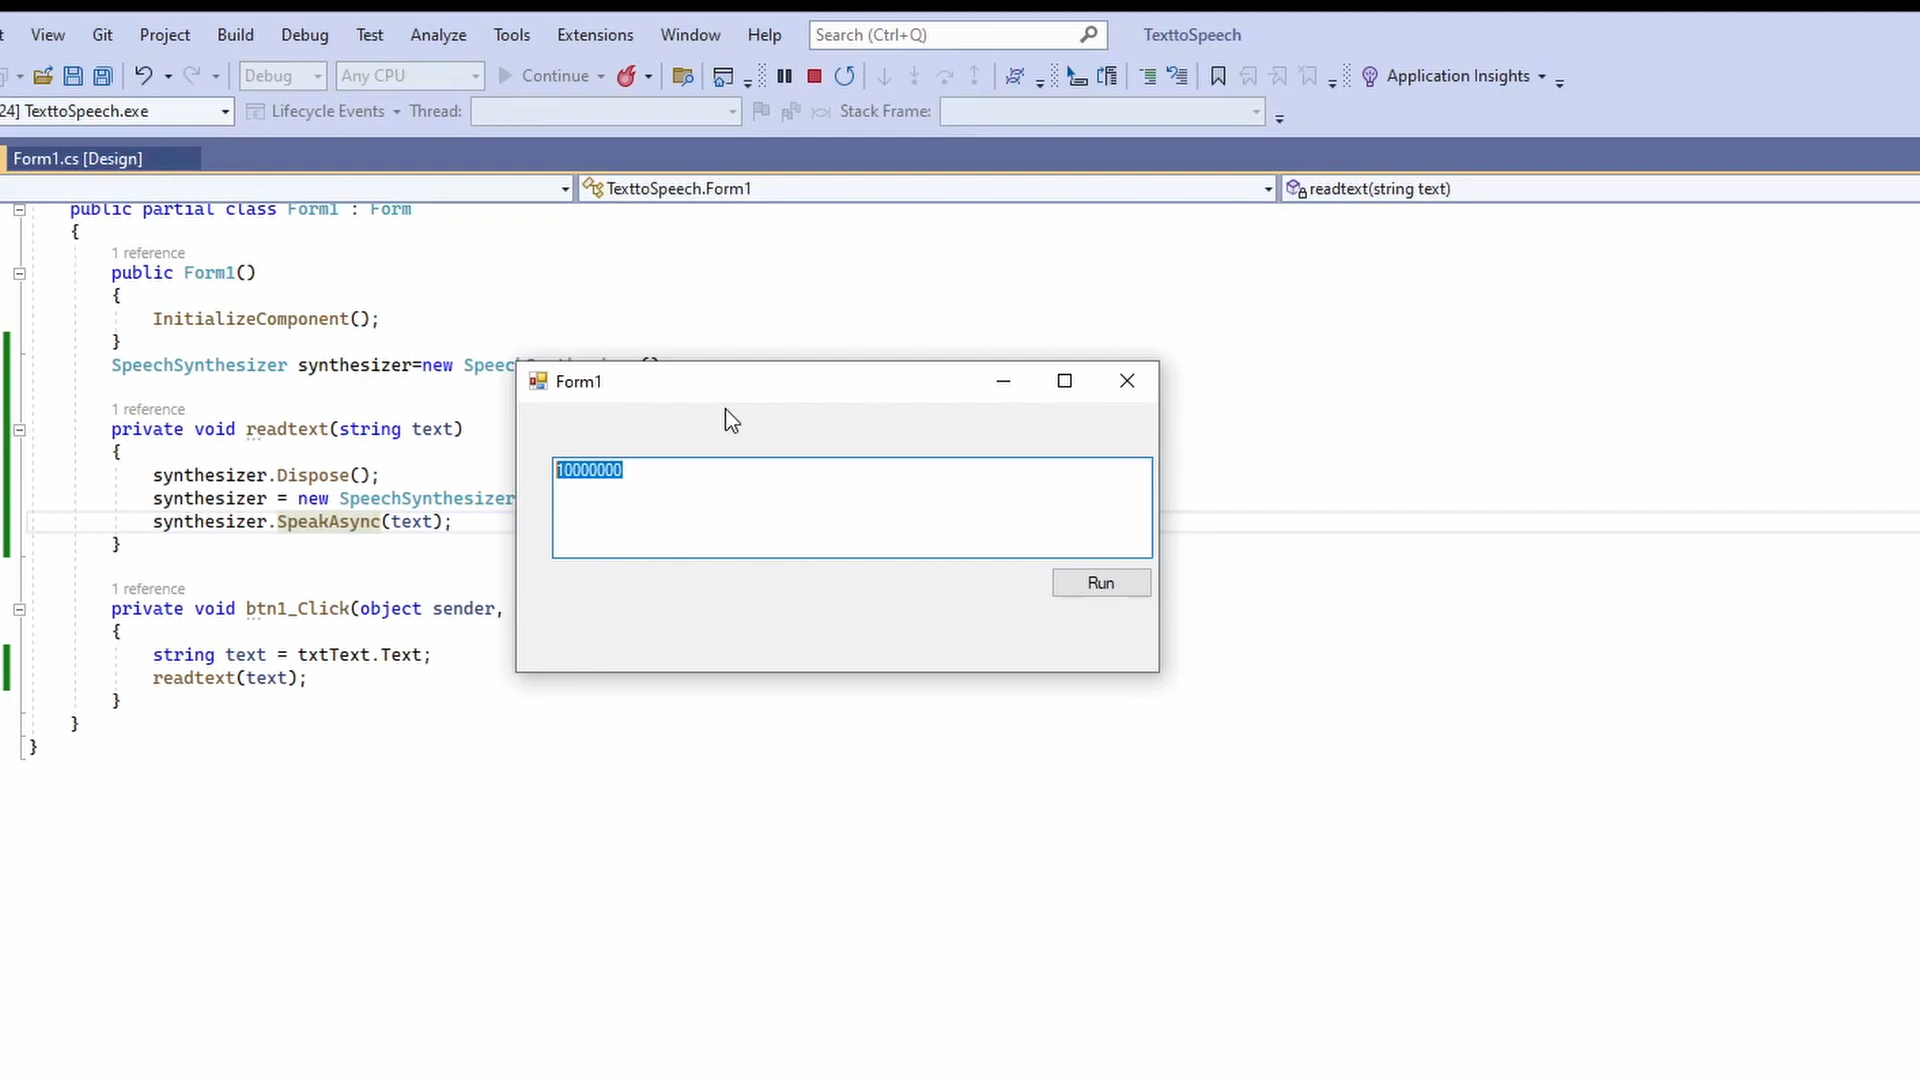 View Git Project Build Debug Test Analyze Tools Extensions Window Help Search (Ctrl+Q) TexttoSpeech
Debug Any CPU Continue Application Insights
24] TexttoSpeech.exe Lifecycle Events Thread: Stack Frame:
Form1.cs [Design]
TexttoSpeech.Form1 readtext(string text)
public partial class Form1 : Form
{
1 reference
public Form1()
{
InitializeComponent();
}
SpeechSynthesizer synthesizer=new Speec
1 reference
private void readtext(string text)
{
synthesizer.Dispose();
synthesizer = new SpeechSynthesizer
synthesizer.SpeakAsync(text);
}
1 reference
private void btn1_Click(object sender,
{
string text = txtText.Text;
readtext(text);
}
}
}
Form1
10000000
Run